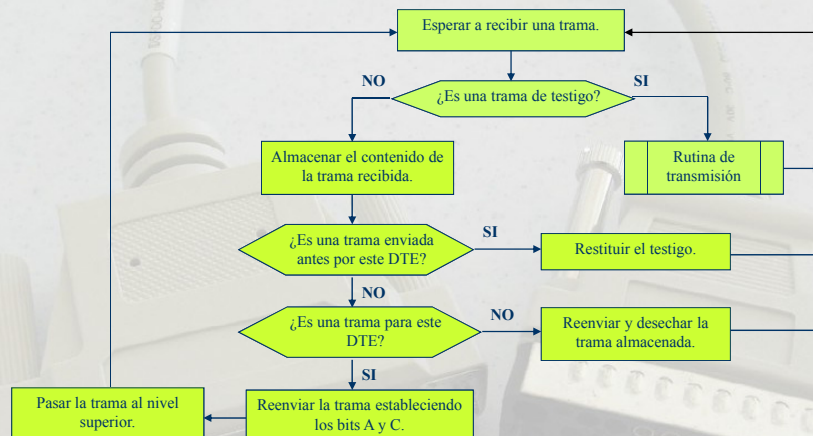 Esperar a recibir una trama.
NO
SI
¿Es una trama de testigo?
Almacenar el contenido de
la trama recibida.
Rutina de
transmisión
¿Es una trama enviada
antes por este DTE?
SI
Restituir el testigo.
NO
¿Es una trama para este
DTE?
NO
Reenviar y desechar la
trama almacenada.
SI
Pasar la trama al nivel
superior.
Reenviar la trama estableciendo
los bits A y C.